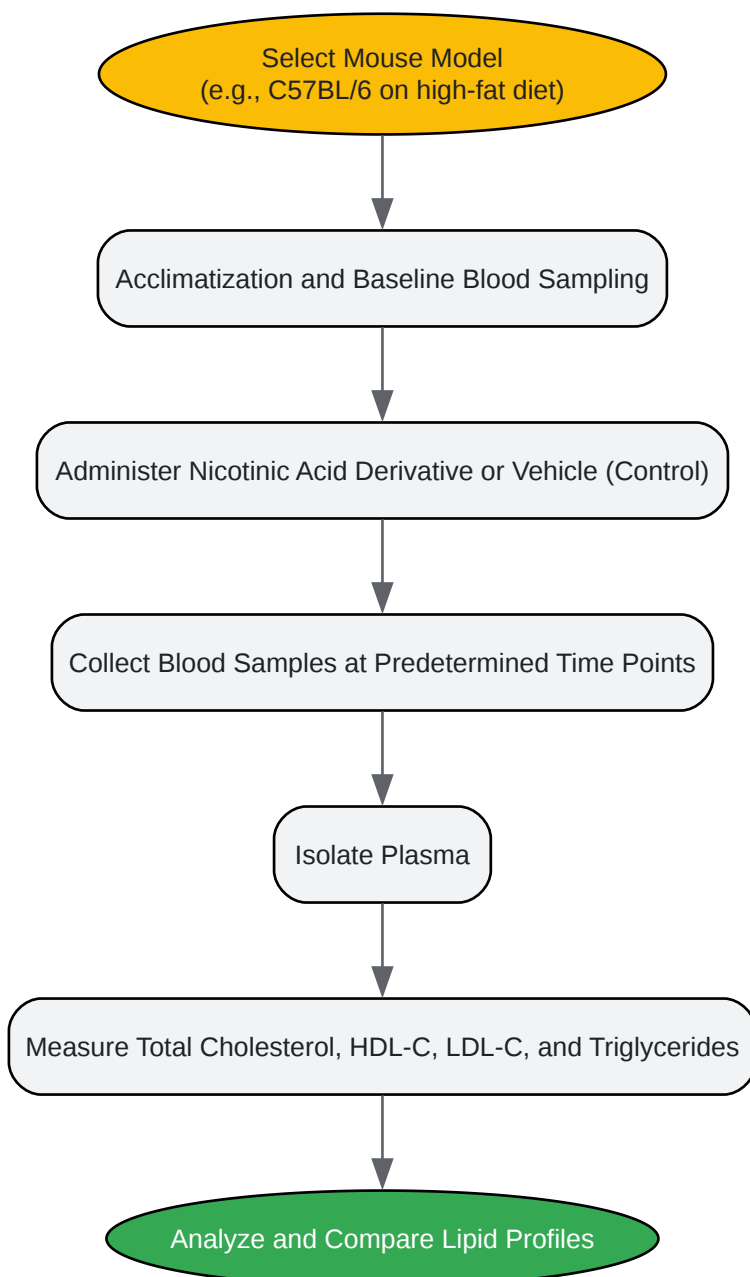 Select Mouse Model
(e.g., C57BL/6 on high-fat diet)
Acclimatization and Baseline Blood Sampling
Administer Nicotinic Acid Derivative or Vehicle (Control)
Collect Blood Samples at Predetermined Time Points
Isolate Plasma
Measure Total Cholesterol, HDL-C, LDL-C, and Triglycerides
Analyze and Compare Lipid Profiles